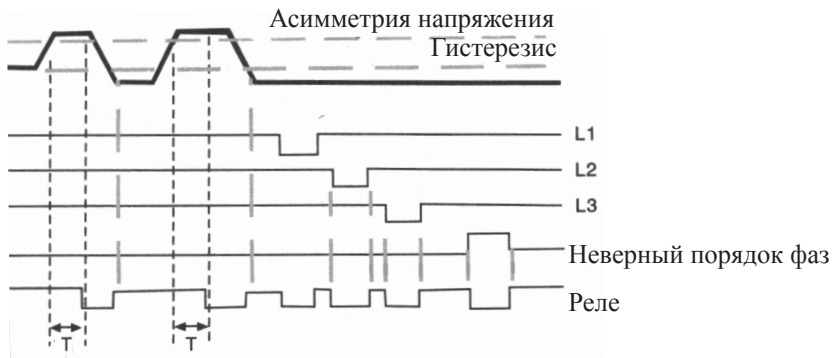 Асимметрия напряжения
Гистерезис
L1
L2
L3
Неверный порядок фаз
Реле
T
T